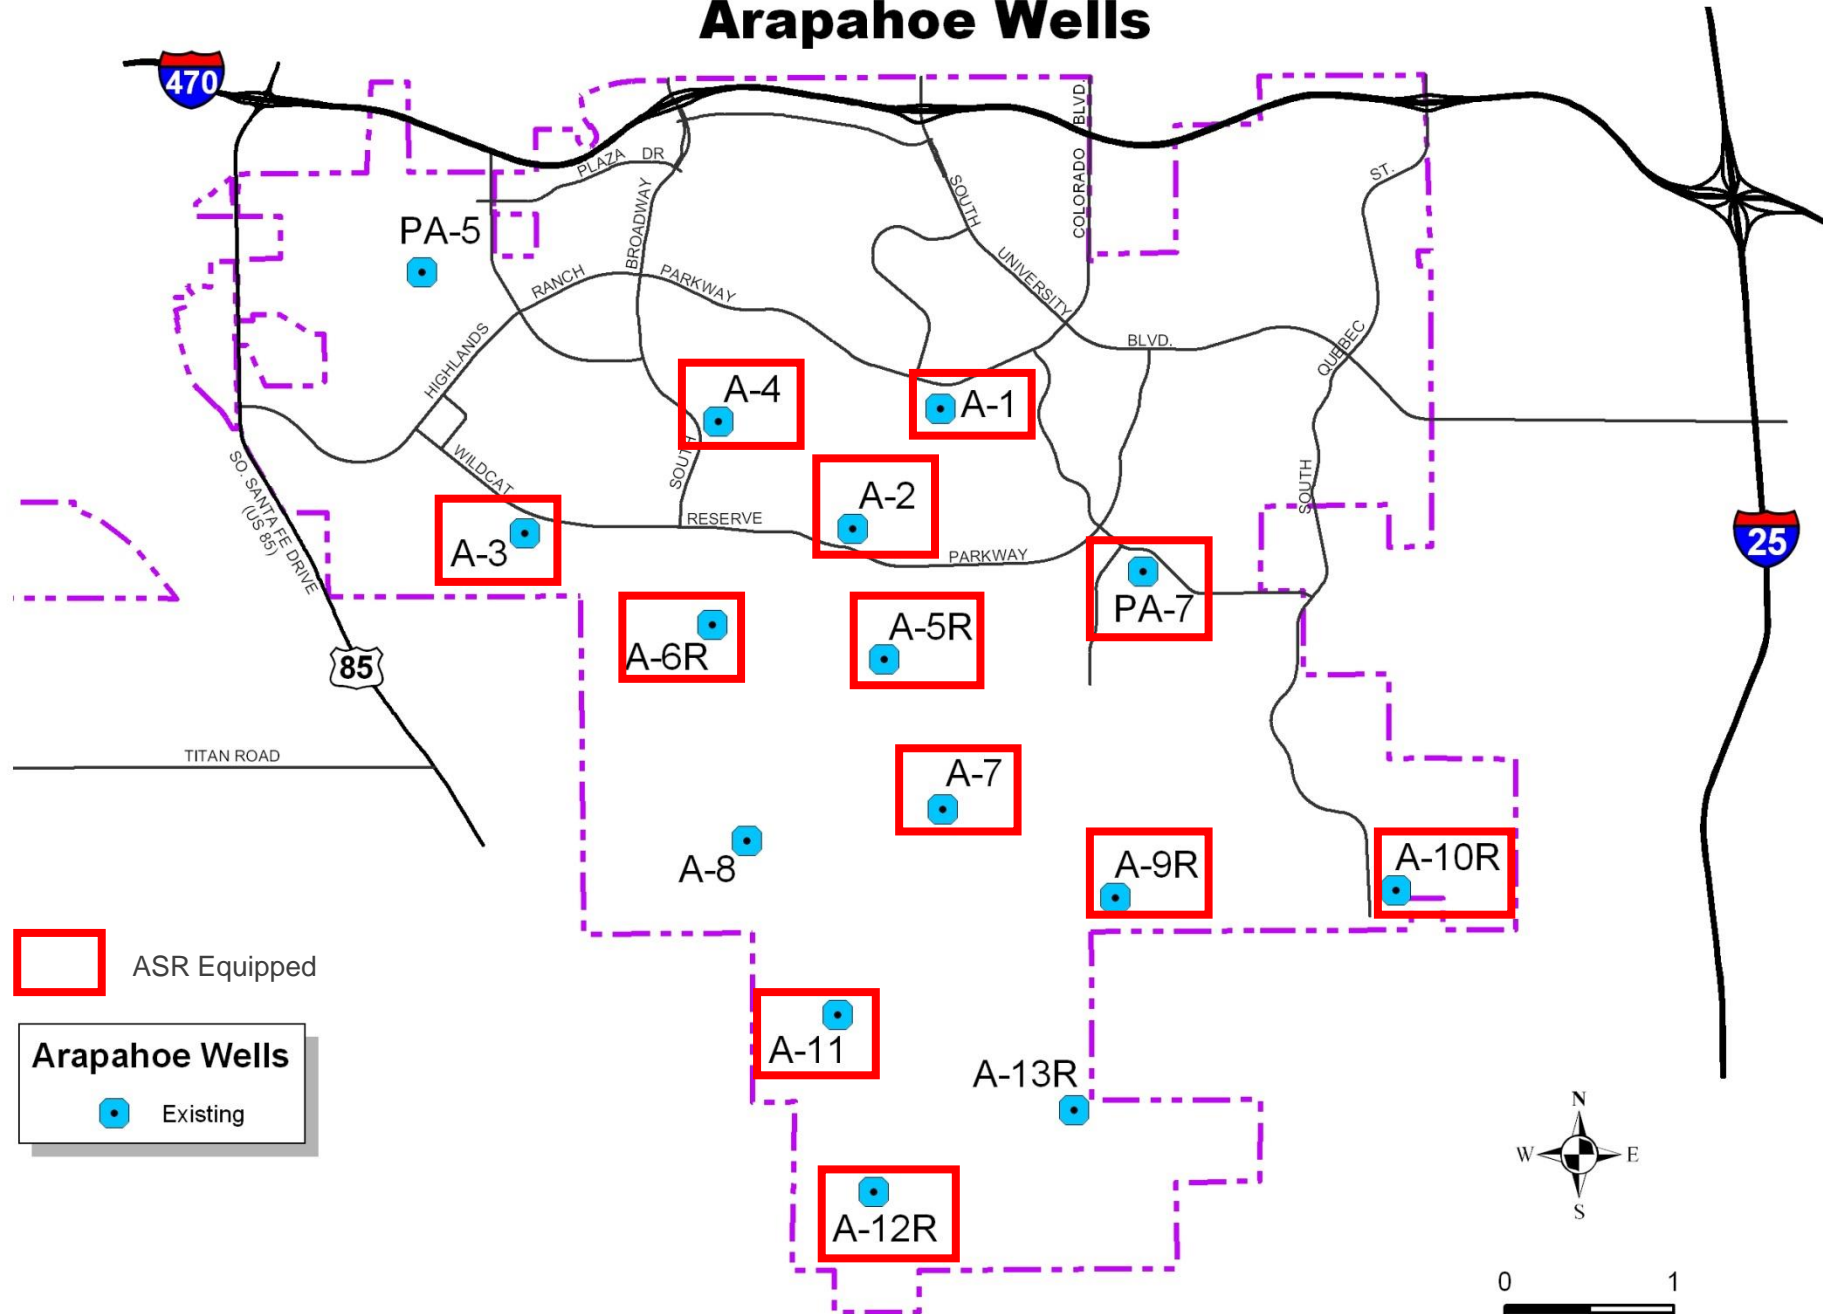 Arapahoe Wells
470
PLAZA DR
COLORADO BLVD.
ST.
SOUTH
PA-5
BROADWAY
RANCH
PARKWAY
UNIVERSITY
HIGHLANDS
BLVD.
QUEBEC
A-4
A-1
SOUTH
WILDCAT
SO. SANTA FE DRIVE
(US 85)
A-2
SOUTH
RESERVE
25
A-3
PARKWAY
PA-7
A-5R
A-6R
85
TITAN ROAD
A-7
A-8
A-9R
A-10R
ASR Equipped
A-11
Arapahoe Wells
Existing
A-13R
N
W
E
S
A-12R
0 1